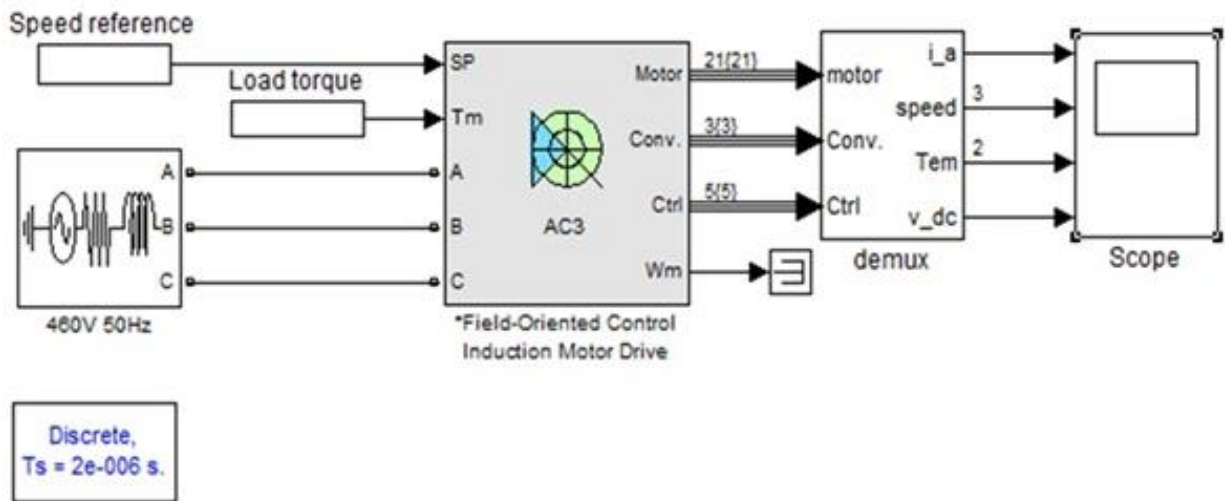 Speed reference
Load torque
SP
Tm
A
B
C
A
B
C
460V 50Hz
Motor
Conv.
Ctrl
Wm
AC3
*Field-Oriented Control
Induction Motor Drive
21{21}
3{3}
5{5}
motor
Conv.
Ctrl
i_a
speed
Tem
v_dc
demux
3
2
Scope
Discrete,
Ts = 2e-006 s.